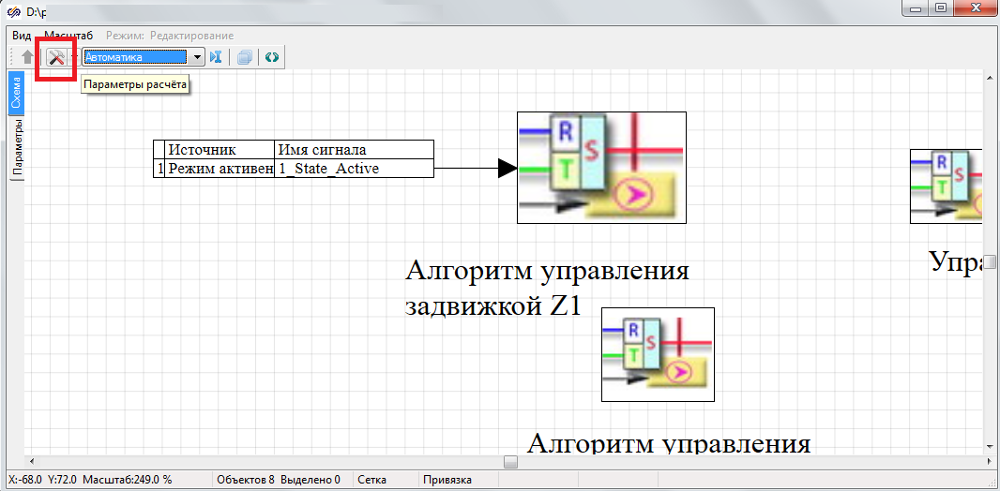 D:\p
Вид Масштаб Режим: Редактирование
Автоматика
Параметры расчёта
Схема
Параметры
Источник Имя сигнала
1 Режим активен 1_State_Active
R
T
S
R
T
S
Алгоритм управления
задвижкой Z1
Упра
R
T
S
Алгоритм управления
X:-68.0 Y:72.0 Масштаб:249.0 % Объектов 8 Выделено 0 Сетка Привязка